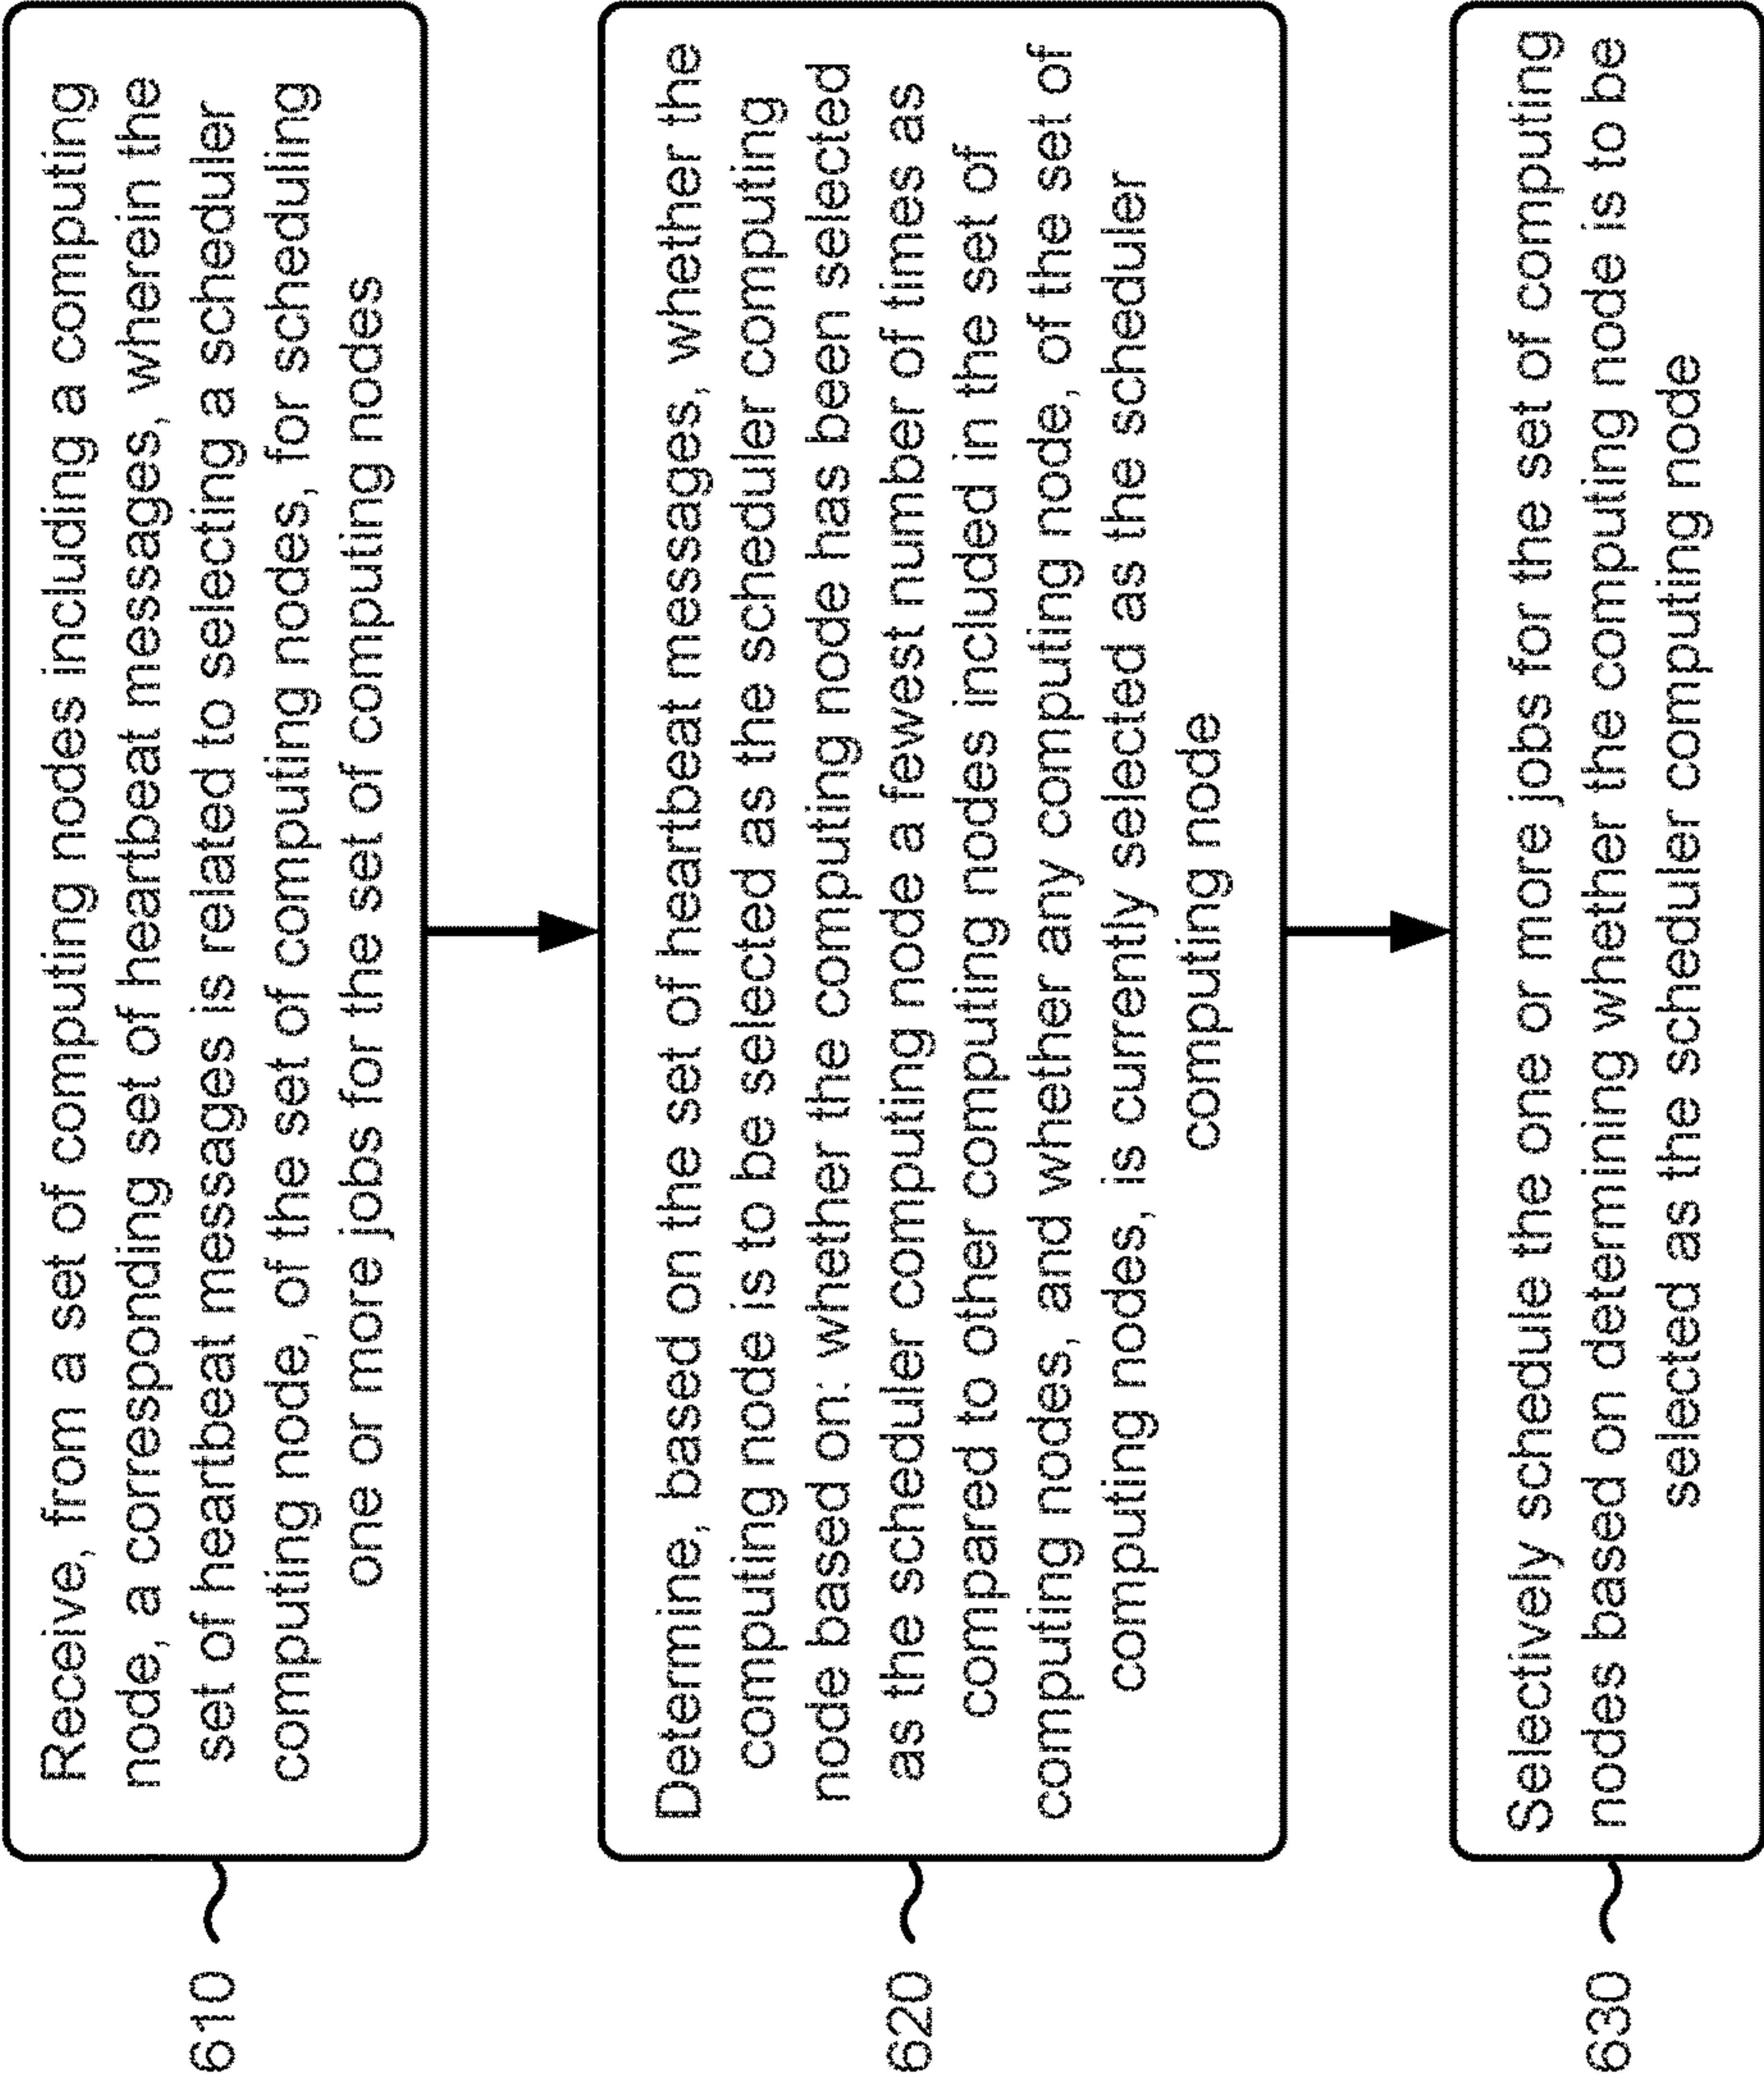 610
Receive, from a set of computing nodes including a computing
node, a corresponding set of heartbeat messages, wherein the
set of heartbeat messages is related to selecting a scheduler
computing node, of the set of computing nodes, for scheduling
one or more jobs for the set of computing nodes
620
Determine, based on the set of heartbeat messages, whether the
computing node is to be selected as the scheduler computing
node based on: whether the computing node has been selected
as the scheduler computing node a fewest number of times as
compared to other computing nodes included in the set of
computing nodes, and whether any computing node, of the set of
computing nodes, is currently selected as the scheduler
computing node
630
Selectively schedule the one or more jobs for the set of computing
nodes based on determining whether the computing node is to be
selected as the scheduler computing node